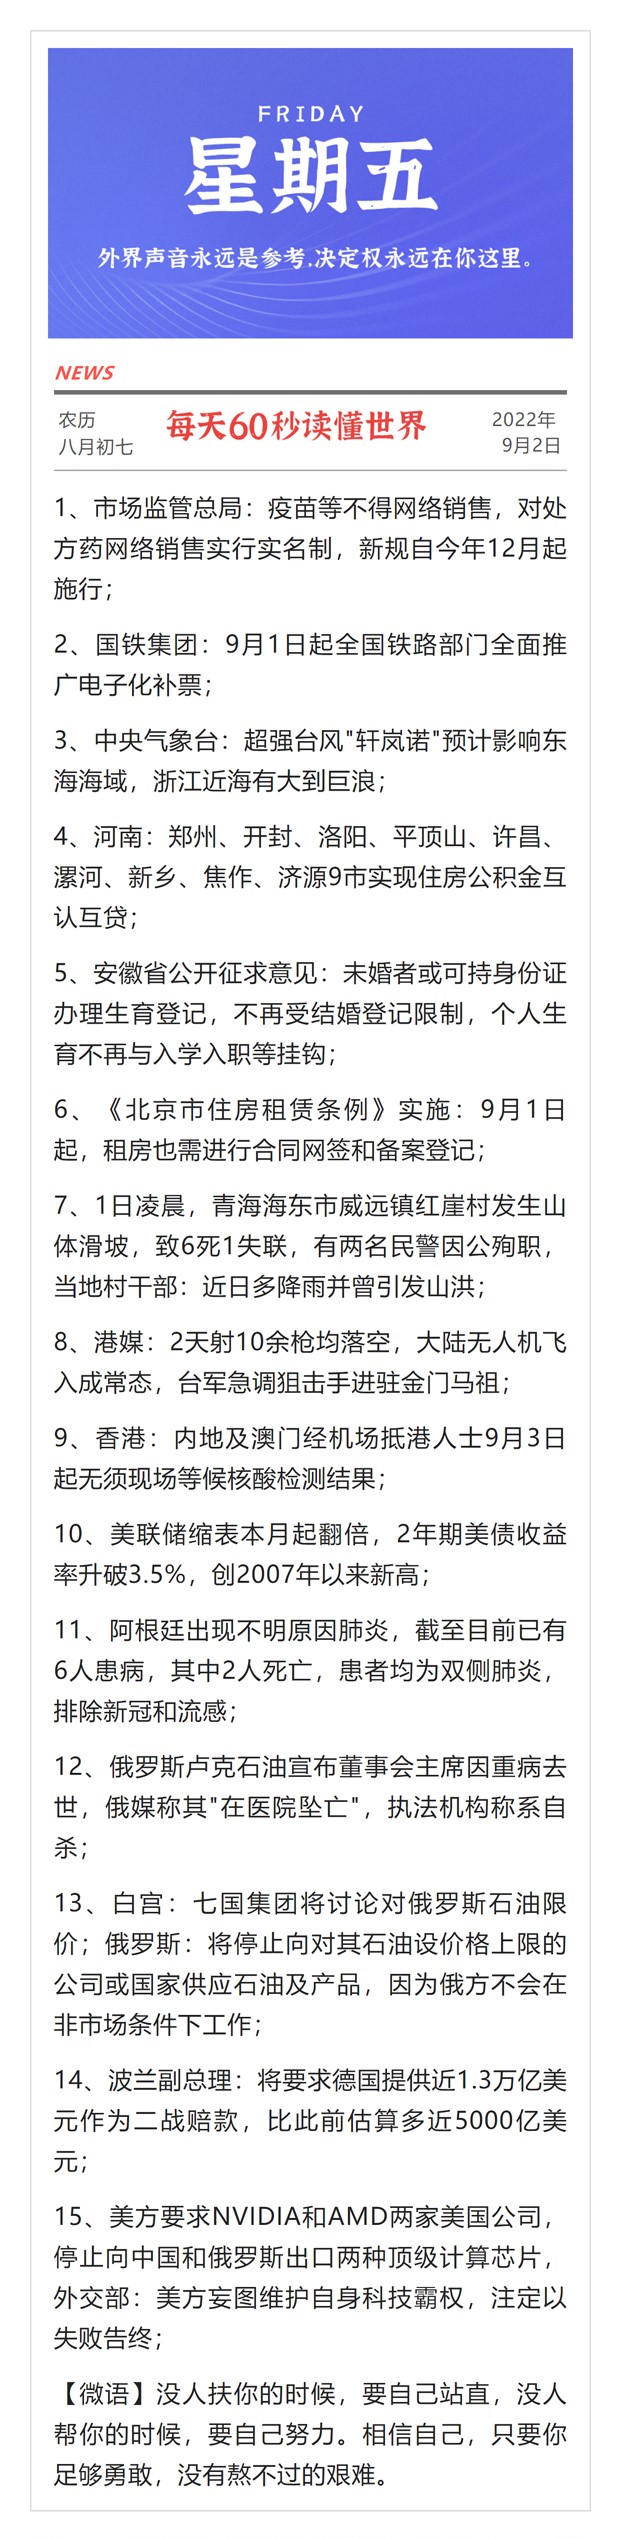 FRIDAY
星期五
外界声音永远是参考,决定权永远在你这里。
NEWS
农历
八月初七
每天60秒读懂世界
2022年
9月2日
1、市场监管总局：疫苗等不得网络销售，对处
方药网络销售实行实名制，新规自今年12月起
施行；
2、国铁集团：9月1日起全国铁路部门全面推
广电子化补票；
3、中央气象台：超强台风"轩岚诺"预计影响东
海海域，浙江近海有大到巨浪；
4、河南：郑州、开封、洛阳、平顶山、许昌、
漯河、新乡、焦作、济源9市实现住房公积金互
认互贷；
5、安徽省公开征求意见：未婚者或可持身份证
办理生育登记，不再受结婚登记限制，个人生
育不再与入学入职等挂钩；
6、《北京市住房租赁条例》实施：9月1日
起，租房也需进行合同网签和备案登记；
7、1日凌晨，青海海东市威远镇红崖村发生山
体滑坡，致6死1失联，有两名民警因公殉职，
当地村干部：近日多降雨并曾引发山洪；
8、港媒：2天射10余枪均落空，大陆无人机飞
入成常态，台军急调狙击手进驻金门马祖；
9、香港：内地及澳门经机场抵港人士9月3日
起无须现场等候核酸检测结果；
10、美联储缩表本月起翻倍，2年期美债收益
率升破3.5%，创2007年以来新高；
11、阿根廷出现不明原因肺炎，截至目前已有
6人患病，其中2人死亡，患者均为双侧肺炎，
排除新冠和流感；
12、俄罗斯卢克石油宣布董事会主席因重病去
世，俄媒称其"在医院坠亡"，执法机构称系自
杀；
13、白宫：七国集团将讨论对俄罗斯石油限
价；俄罗斯：将停止向对其石油设价格上限的
公司或国家供应石油及产品，因为俄方不会在
非市场条件下工作；
14、波兰副总理：将要求德国提供近1.3万亿美
元作为二战赔款，比此前估算多近5000亿美
元；
15、美方要求NVIDIA和AMD两家美国公司，
停止向中国和俄罗斯出口两种顶级计算芯片，
外交部：美方妄图维护自身科技霸权，注定以
失败告终；
【微语】没人扶你的时候，要自己站直，没人
帮你的时候，要自己努力。相信自己，只要你
足够勇敢，没有熬不过的艰难。